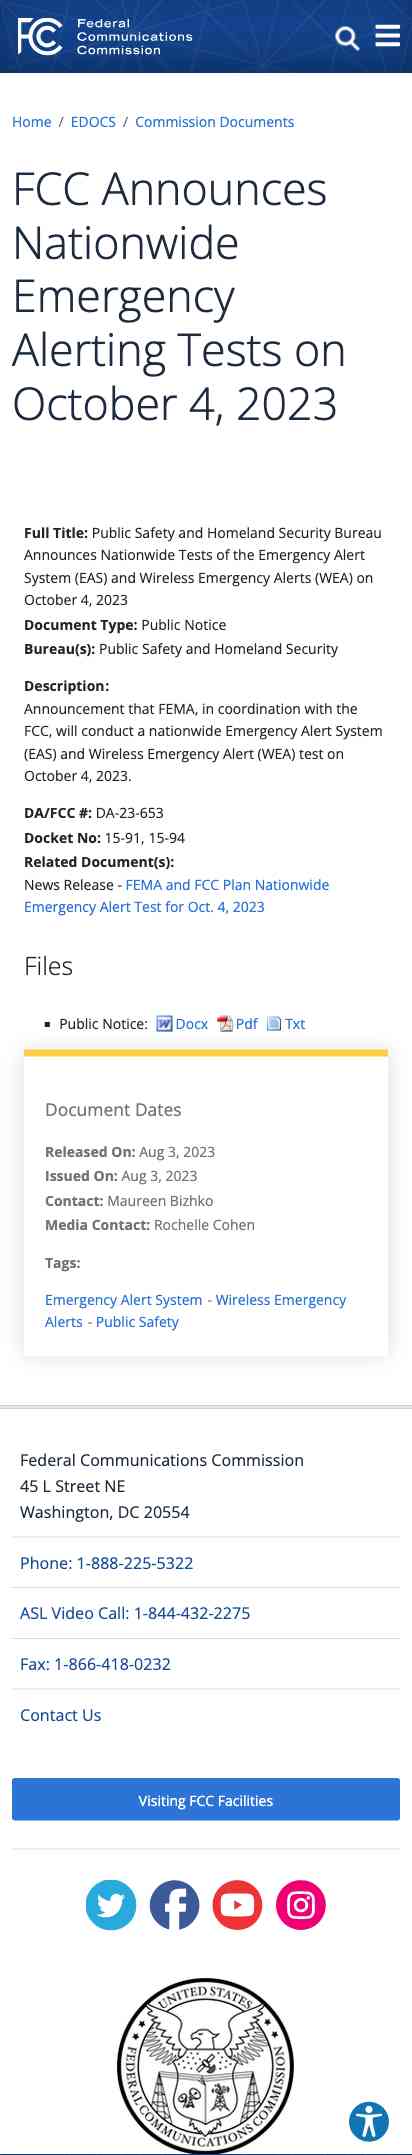 Federal
Communications
Commission
Home / EDOCS / Commission Documents
FCC Announces
Nationwide
Emergency
Alerting Tests on
October 4, 2023
Full Title: Public Safety and Homeland Security Bureau
Announces Nationwide Tests of the Emergency Alert
System (EAS) and Wireless Emergency Alerts (WEA) on
October 4, 2023
Document Type: Public Notice
Bureau(s): Public Safety and Homeland Security
Description:
Announcement that FEMA, in coordination with the
FCC, will conduct a nationwide Emergency Alert System
(EAS) and Wireless Emergency Alert (WEA) test on
October 4, 2023.
DA/FCC #: DA-23-653
Docket No: 15-91, 15-94
Related Document(s):
News Release - FEMA and FCC Plan Nationwide
Emergency Alert Test for Oct. 4, 2023
Files
▪ Public Notice: Docx Pdf Txt
Document Dates
Released On: Aug 3, 2023
Issued On: Aug 3, 2023
Contact: Maureen Bizhko
Media Contact: Rochelle Cohen
Tags:
Emergency Alert System - Wireless Emergency
Alerts - Public Safety
Federal Communications Commission
45 L Street NE
Washington, DC 20554
Phone: 1-888-225-5322
ASL Video Call: 1-844-432-2275
Fax: 1-866-418-0232
Contact Us
Visiting FCC Facilities
UNITED STATES
FEDERAL COMMUNICATIONS COMMISSION